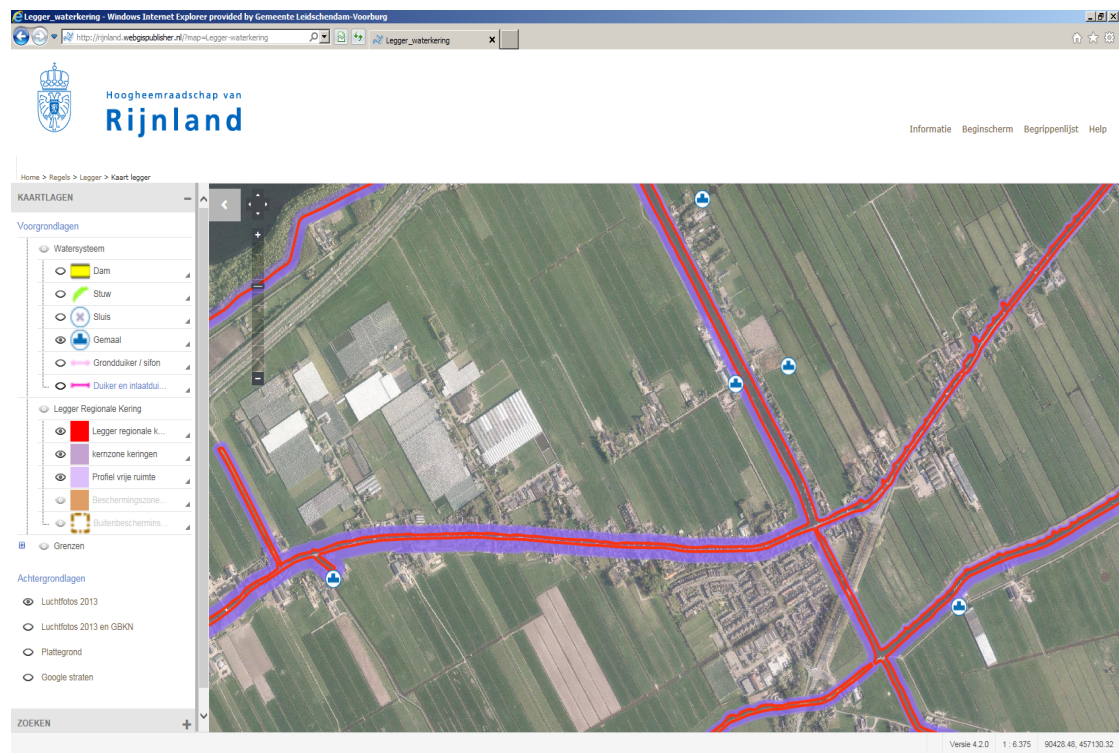 Legger_waterkering - Windows Internet Explorer provided by Gemeente Leidschendam-Voorburg
http://rijnland.webgispublisher.nl/?map=Legger-waterkering
Legger_waterkering
Hoogheemraadschap van
Rijnland
Informatie Beginscherm Begrippenlijst Help
Home > Regels > Legger > Kaart legger
KAARTLAGEN
Voorgrondlagen
Watersysteem
Dam
Stuw
Sluis
Gemaal
Grondduiker / sifon
Duiker en inlaatdui...
Legger Regionale Kering
Legger regionale k...
kernzone keringen
Profiel vrije ruimte
Beschermingszone...
Buitenbeschermins...
Grenzen
Achtergrondlagen
Luchtfotos 2013
Luchtfotos 2013 en GBKN
Plattegrond
Google straten
ZOEKEN
Versie 4.2.0 1 : 6.375 90428.48, 457130.32